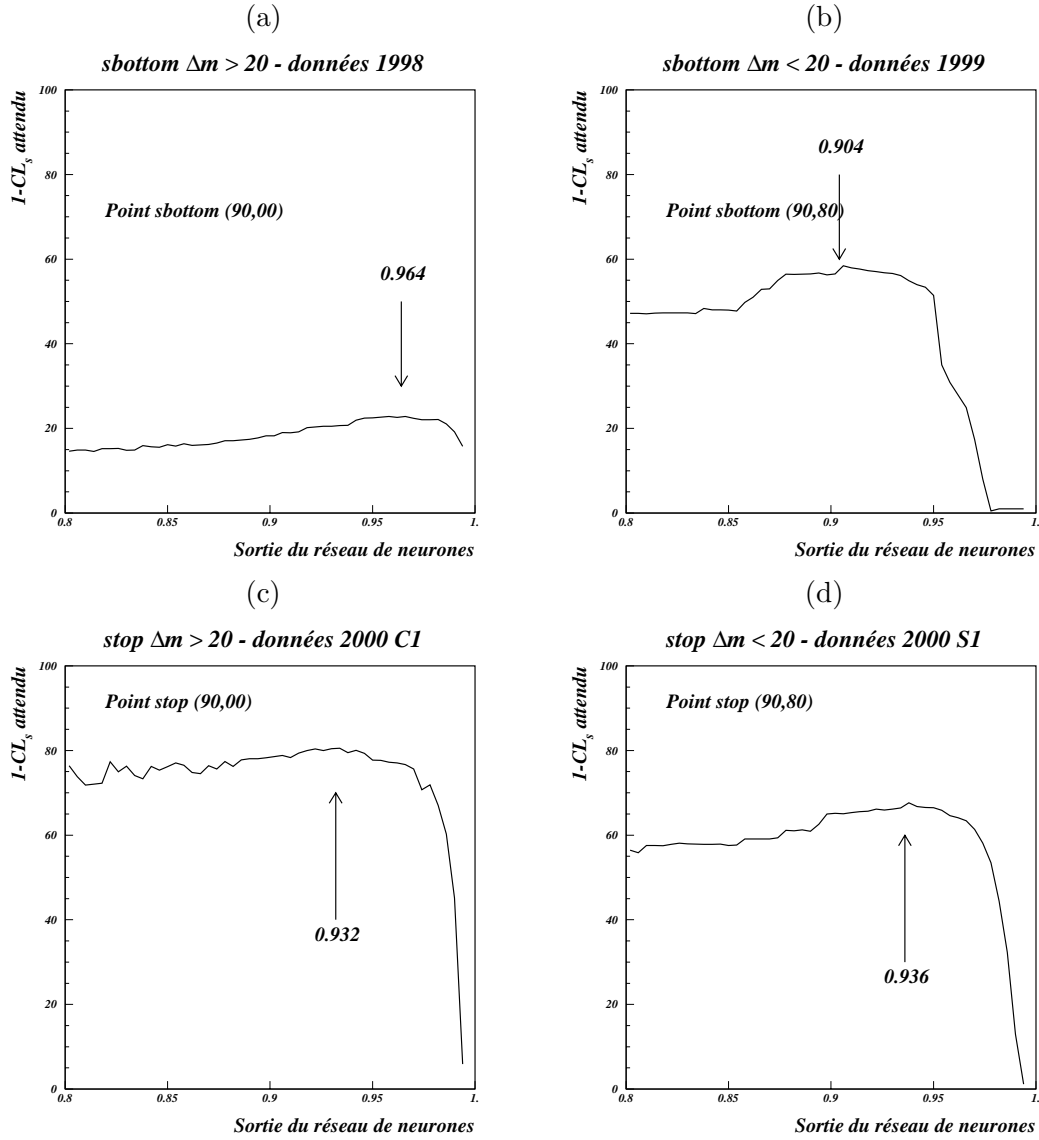 (a)
sbottom Δm > 20 - données 1998
1-CLs attendu
100
80
60
40
20
0
Point sbottom (90,00)
0.964
0.8
0.85
0.9
0.95
1.
Sortie du réseau de neurones
(b)
sbottom Δm < 20 - données 1999
1-CLs attendu
100
80
60
40
20
0
0.904
Point sbottom (90,80)
0.8
0.85
0.9
0.95
1.
Sortie du réseau de neurones
(c)
stop Δm > 20 - données 2000 C1
1-CLs attendu
100
80
60
40
20
0
Point stop (90,00)
0.932
0.8
0.85
0.9
0.95
1.
Sortie du réseau de neurones
(d)
stop Δm < 20 - données 2000 S1
1-CLs attendu
100
80
60
40
20
0
Point stop (90,80)
0.936
0.8
0.85
0.9
0.95
1.
Sortie du réseau de neurones